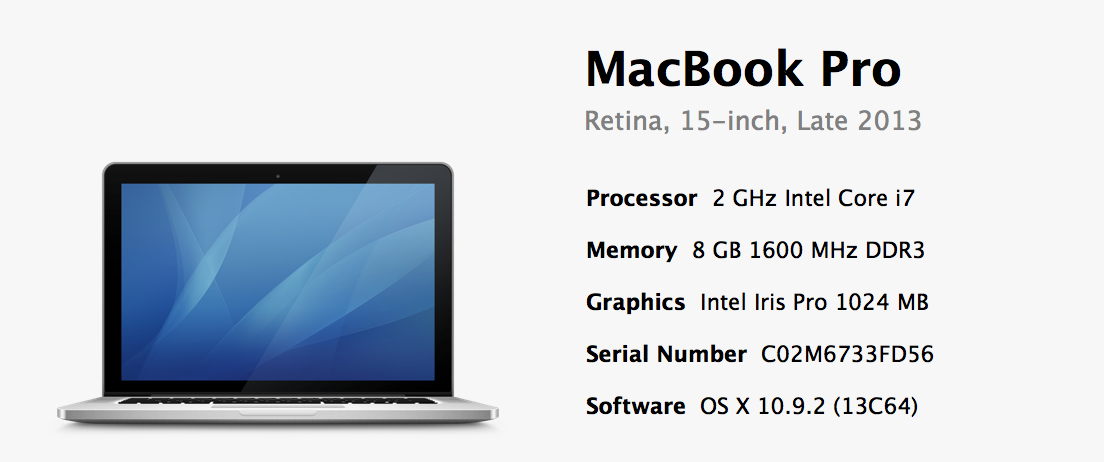 MacBook Pro
Retina, 15-inch, Late 2013
Processor 2 GHz Intel Core i7
Memory 8 GB 1600 MHz DDR3
Graphics Intel Iris Pro 1024 MB
Serial Number C02M6733FD56
Software OS X 10.9.2 (13C64)